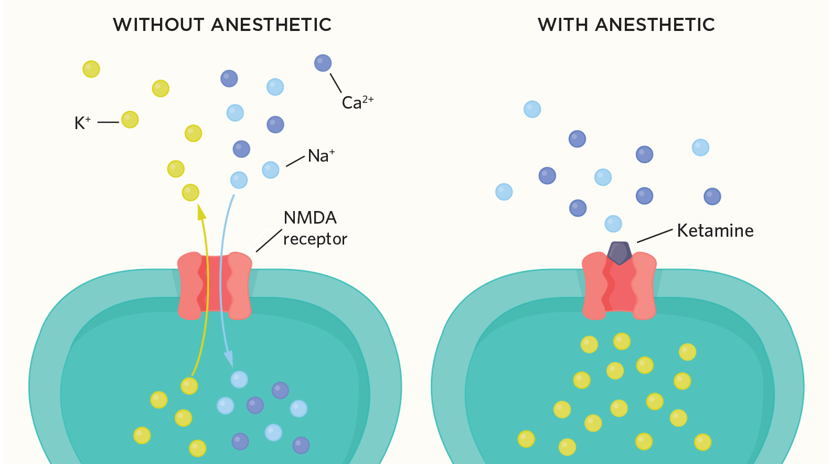 WITHOUT ANESTHETIC
WITH ANESTHETIC
Ca²⁺
K⁺
Na⁺
NMDA
receptor
Ketamine